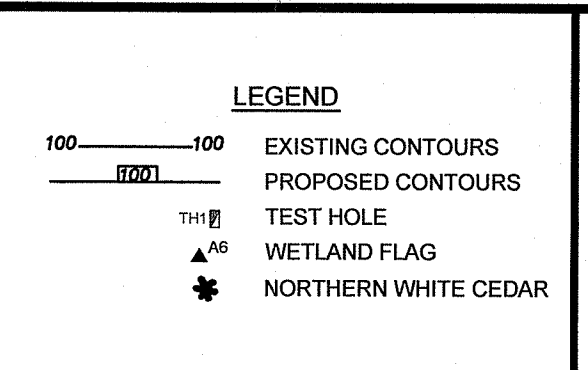 LEGEND
100 100 EXISTING CONTOURS
100 PROPOSED CONTOURS
TH1 TEST HOLE
A6 WETLAND FLAG
NORTHERN WHITE CEDAR